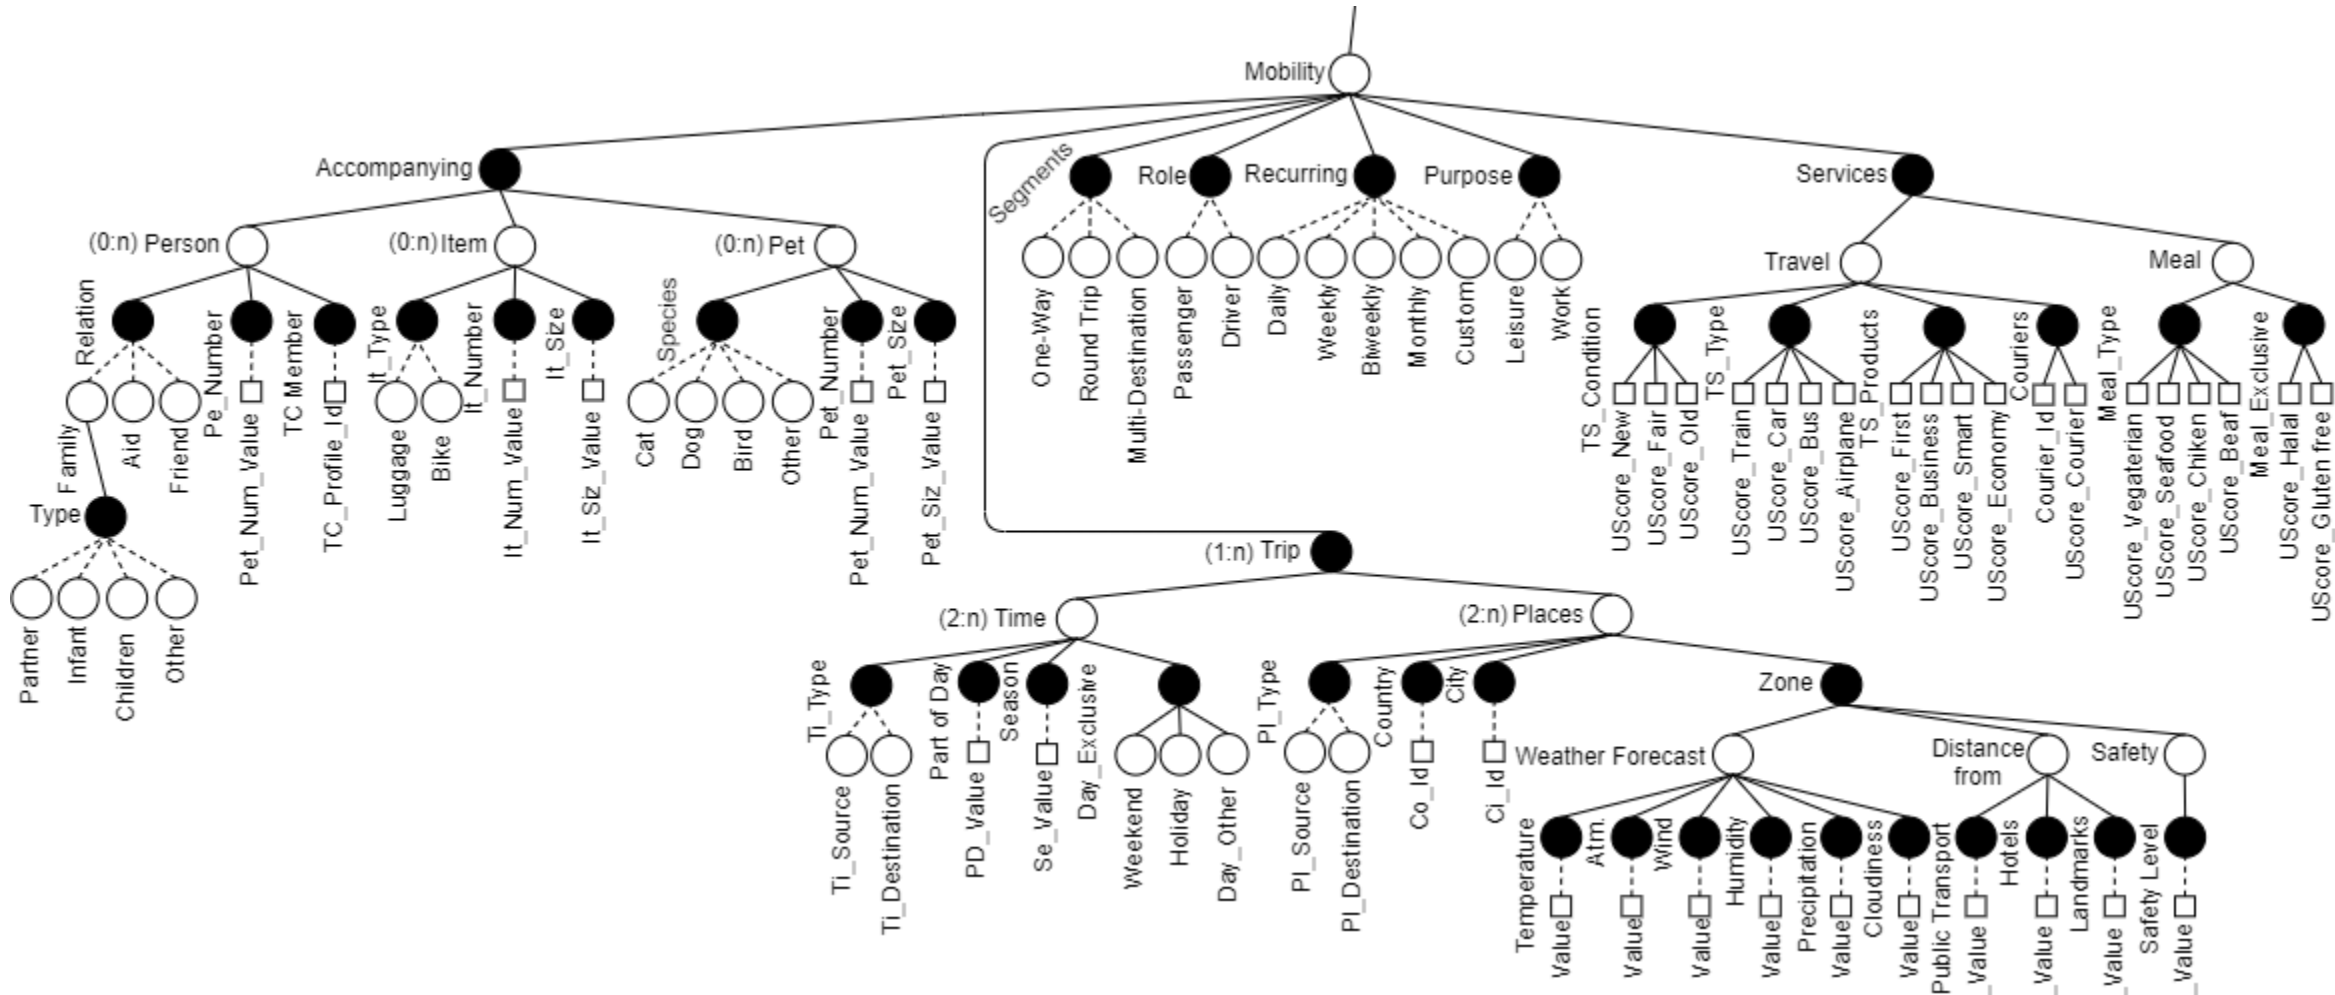 Mobility
Accompanying
Segments
Role
Recurring
Purpose
Services
(0:n) Person
(0:n) Item
(0:n) Pet
Travel
Meal
Relation
Pe_Number
TC Member
It_Type
It_Number
It_Size
Species
Pet_Number
Pet_Size
One-Way
Round Trip
Multi-Destination
Passenger
Driver
Daily
Weekly
Biweekly
Monthly
Custom
Leisure
Work
TS_Condition
TS_Type
TS_Products
Couriers
Meal_Type
Meal_Exclusive
Family
Aid
Friend
Pet_Num_Value
TC_Profile_Id
Luggage
Bike
It_Num_Value
It_Siz_Value
Cat
Dog
Bird
Other
Pet_Num_Value
Pet_Siz_Value
UScore_New
UScore_Fair
UScore_Old
UScore_Train
UScore_Car
UScore_Bus
UScore_Airplane
UScore_First
UScore_Business
UScore_Smart
UScore_Economy
Courier_Id
UScore_Courier
UScore_Vegaterian
UScore_Seafood
UScore_Chiken
UScore_Beaf
UScore_Halal
UScore_Gluten free
Type
Partner
Infant
Children
Other
(1:n) Trip
(2:n) Time
(2:n) Places
Ti_Type
Part of Day
Season
Day_Exclusive
Pl_Type
Country
City
Zone
Ti_Source
Ti_Destination
PD_Value
Se_Value
Weekend
Holiday
Day_Other
Pl_Source
Pl_Destination
Co_Id
Ci_Id
Weather Forecast
Distance
from
Safety
Temperature
Atm.
Wind
Humidity
Precipitation
Cloudiness
Public Transport
Hotels
Landmarks
Safety Level
Value
Value
Value
Value
Value
Value
Value
Value
Value
Value